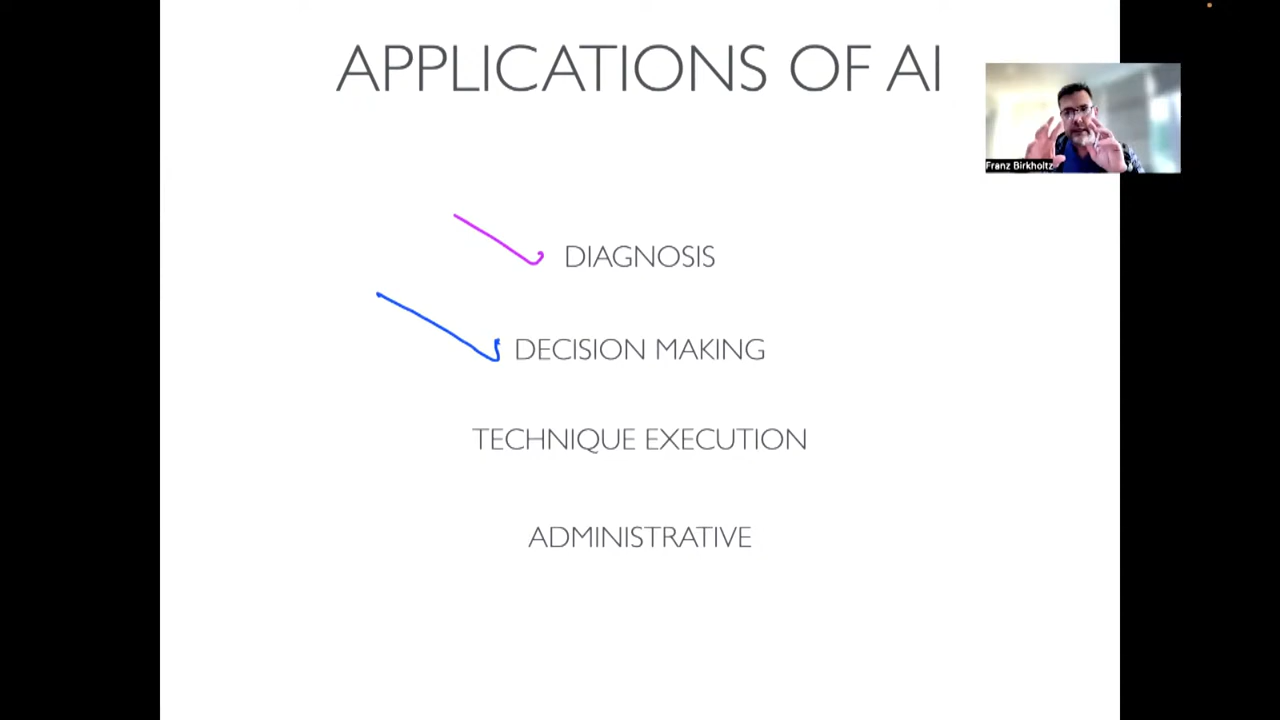 APPLICATIONS OF AI
Franz Birkholtz
DIAGNOSIS
DECISION MAKING
TECHNIQUE EXECUTION
ADMINISTRATIVE